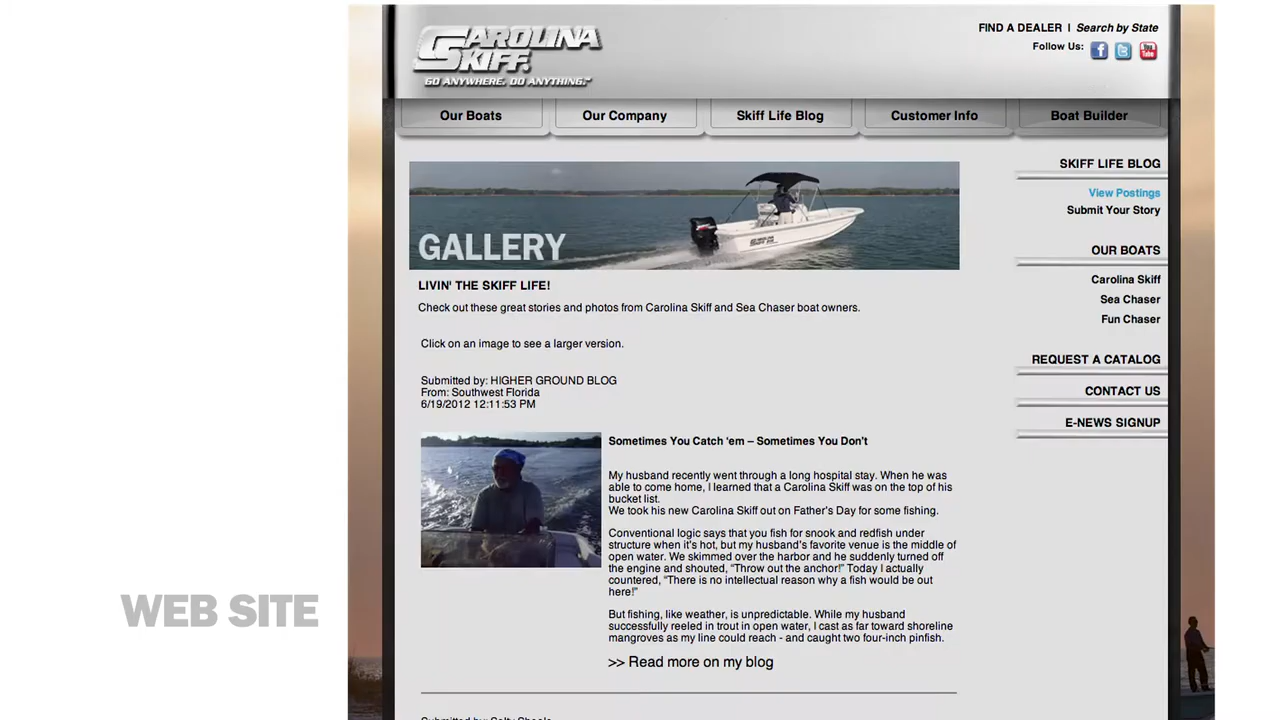 CAROLINA
SKIFF
GO ANYWHERE. DO ANYTHING.™
FIND A DEALER | Search by State
Follow Us:
Our Boats
Our Company
Skiff Life Blog
Customer Info
Boat Builder
GALLERY
LIVIN' THE SKIFF LIFE!
Check out these great stories and photos from Carolina Skiff and Sea Chaser boat owners.
Click on an image to see a larger version.
Submitted by: HIGHER GROUND BLOG
From: Southwest Florida
6/19/2012 12:11:53 PM
Sometimes You Catch 'em – Sometimes You Don't
My husband recently went through a long hospital stay. When he was
able to come home, I learned that a Carolina Skiff was on the top of his
bucket list.
We took his new Carolina Skiff out on Father's Day for some fishing.
Conventional logic says that you fish for snook and redfish under
structure when it's hot, but my husband's favorite venue is the middle of
open water. We skimmed over the harbor and he suddenly turned off
the engine and shouted, “Throw out the anchor!” Today I actually
countered, “There is no intellectual reason why a fish would be out
here!”
But fishing, like weather, is unpredictable. While my husband
successfully reeled in trout in open water, I cast as far toward shoreline
mangroves as my line could reach - and caught two four-inch pinfish.
>> Read more on my blog
SKIFF LIFE BLOG
View Postings
Submit Your Story
OUR BOATS
Carolina Skiff
Sea Chaser
Fun Chaser
REQUEST A CATALOG
CONTACT US
E-NEWS SIGNUP
WEB SITE
Submitted by: Salty